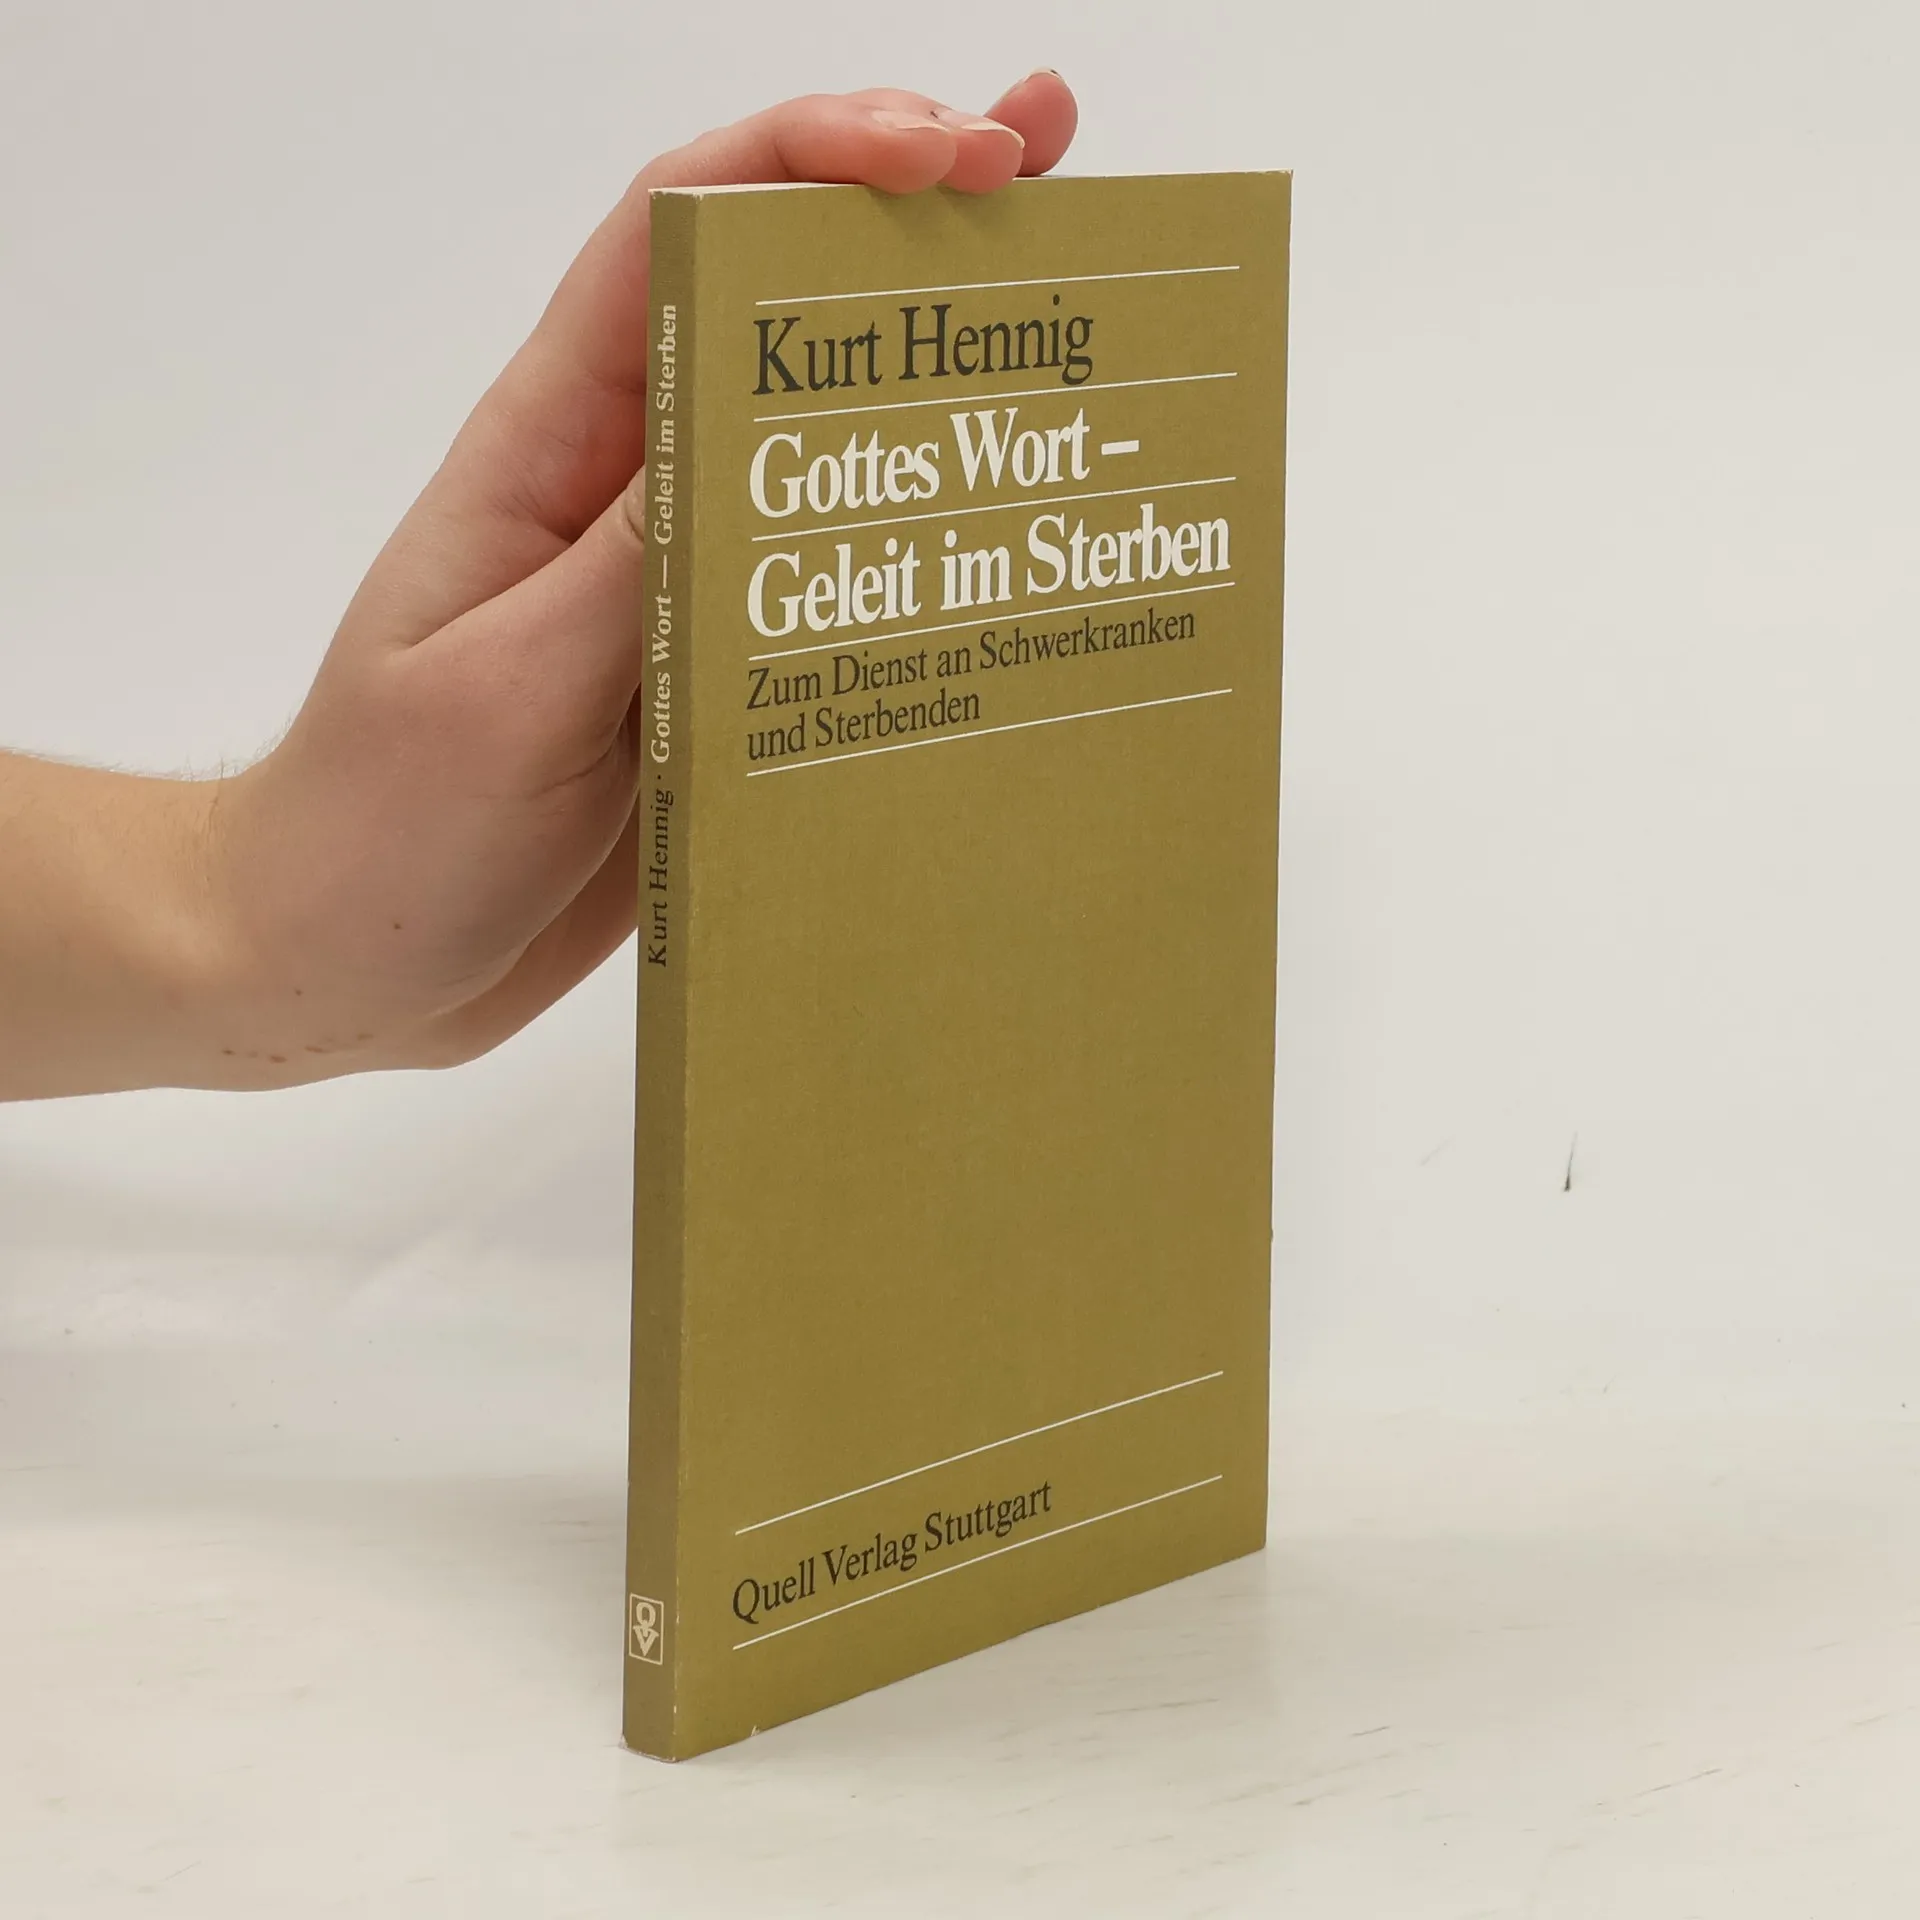 Kurt Hennig
Gottes Wort –
Geleit im Sterben
Zum Dienst an Schwerkranken
und Sterbenden
Quell Verlag Stuttgart
Kurt Hennig · Gottes Wort — Geleit im Sterben
QV